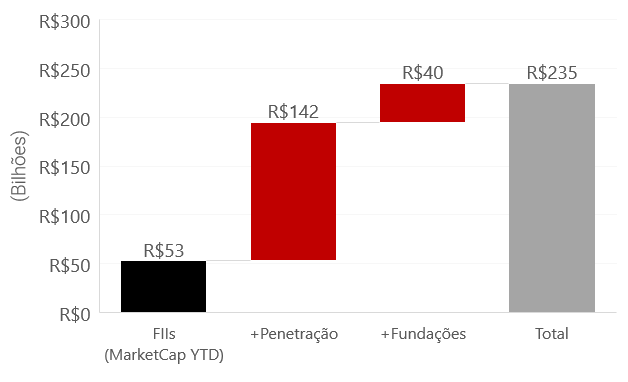 R$300
R$250
R$200
R$150
R$100
R$50
R$0
(Bilhões)
R$53
R$142
R$40
R$235
FIIs
(MarketCap YTD)
+Penetração
+Fundações
Total